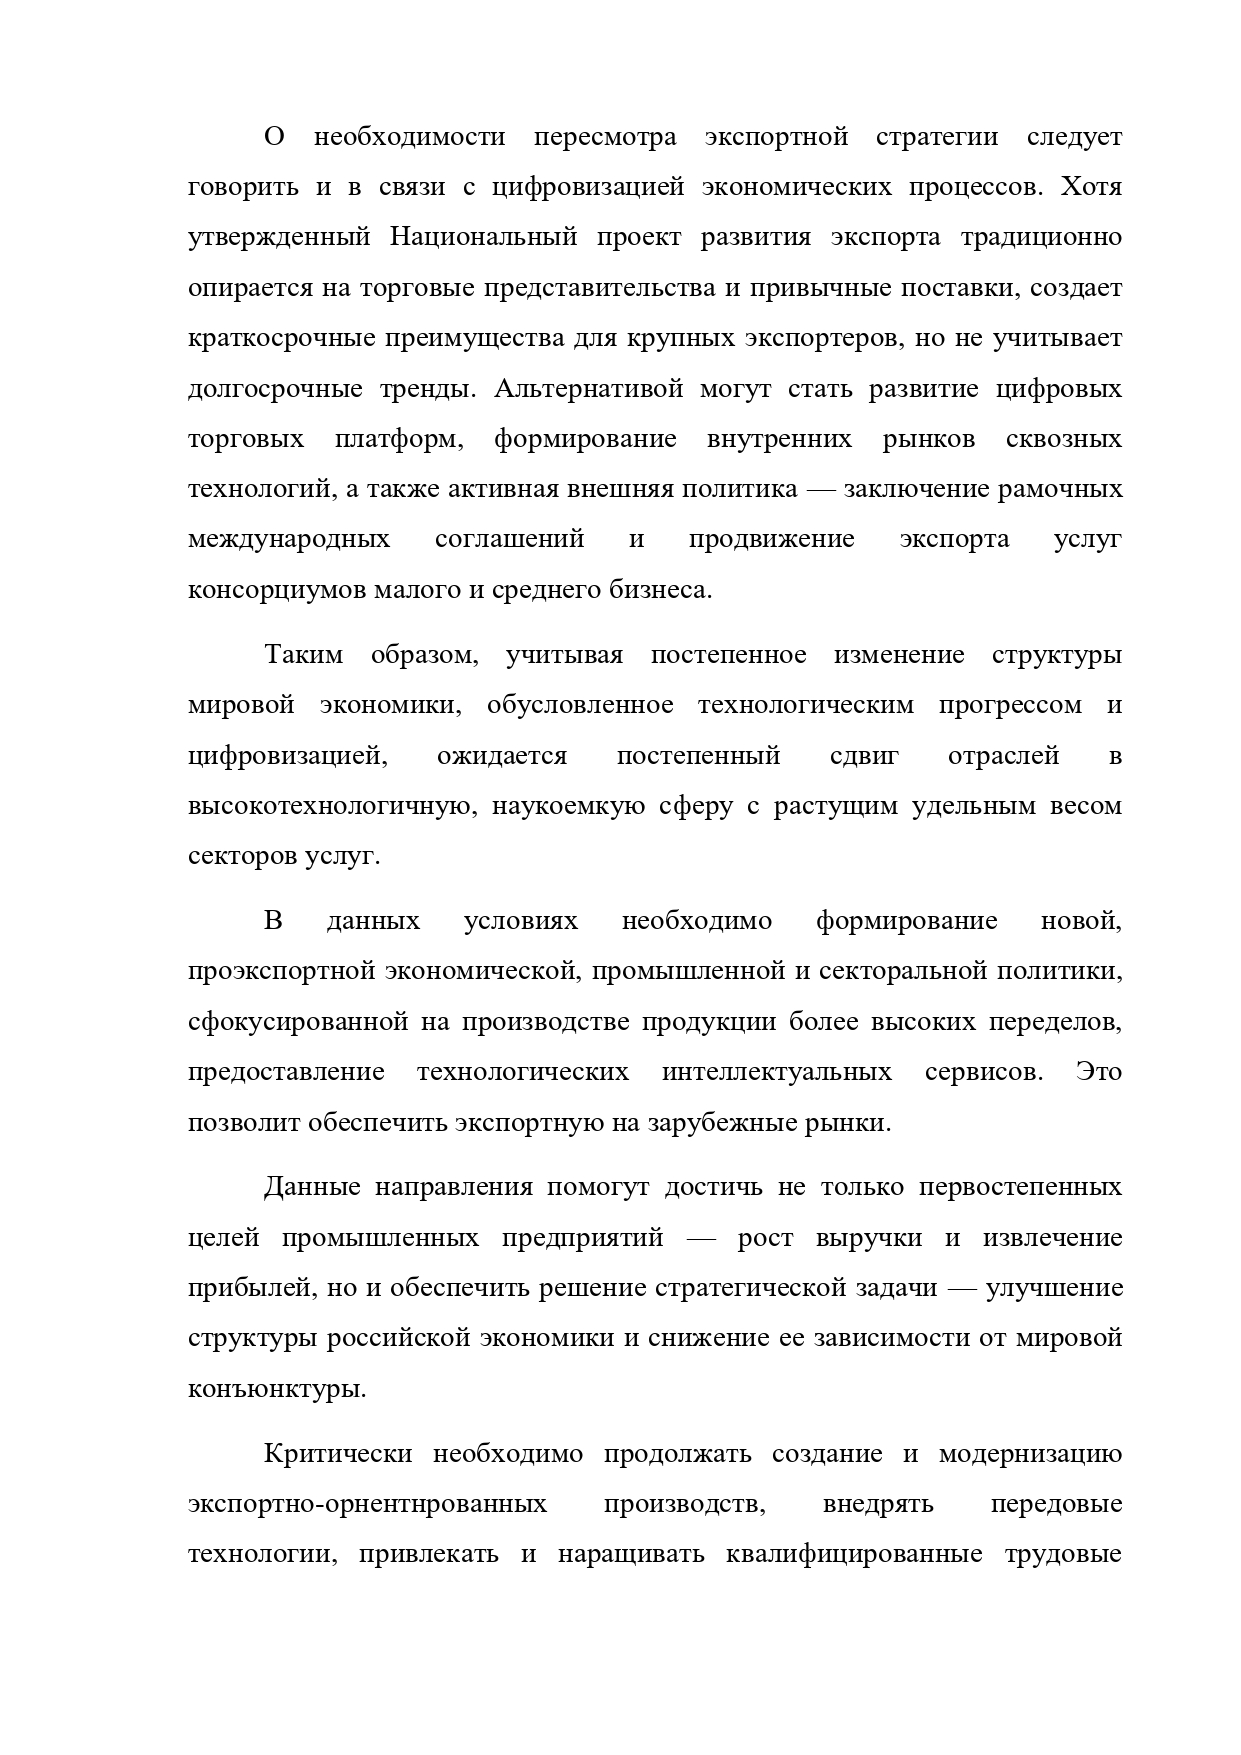 О необходимости пересмотра экспортной стратегии следует
говорить и в связи с цифровизацией экономических процессов. Хотя
утвержденный Национальный проект развития экспорта традиционно
опирается на торговые представительства и привычные поставки, создает
краткосрочные преимущества для крупных экспортеров, но не учитывает
долгосрочные тренды. Альтернативой могут стать развитие цифровых
торговых платформ, формирование внутренних рынков сквозных
технологий, а также активная внешняя политика — заключение рамочных
международных соглашений и продвижение экспорта услуг
консорциумов малого и среднего бизнеса.
Таким образом, учитывая постепенное изменение структуры
мировой экономики, обусловленное технологическим прогрессом и
цифровизацией, ожидается постепенный сдвиг отраслей в
высокотехнологичную, наукоемкую сферу с растущим удельным весом
секторов услуг.
В данных условиях необходимо формирование новой,
проэкспортной экономической, промышленной и секторальной политики,
сфокусированной на производстве продукции более высоких переделов,
предоставление технологических интеллектуальных сервисов. Это
позволит обеспечить экспортную на зарубежные рынки.
Данные направления помогут достичь не только первостепенных
целей промышленных предприятий — рост выручки и извлечение
прибылей, но и обеспечить решение стратегической задачи — улучшение
структуры российской экономики и снижение ее зависимости от мировой
конъюнктуры.
Критически необходимо продолжать создание и модернизацию
экспортно-орнентнрованных производств, внедрять передовые
технологии, привлекать и наращивать квалифицированные трудовые